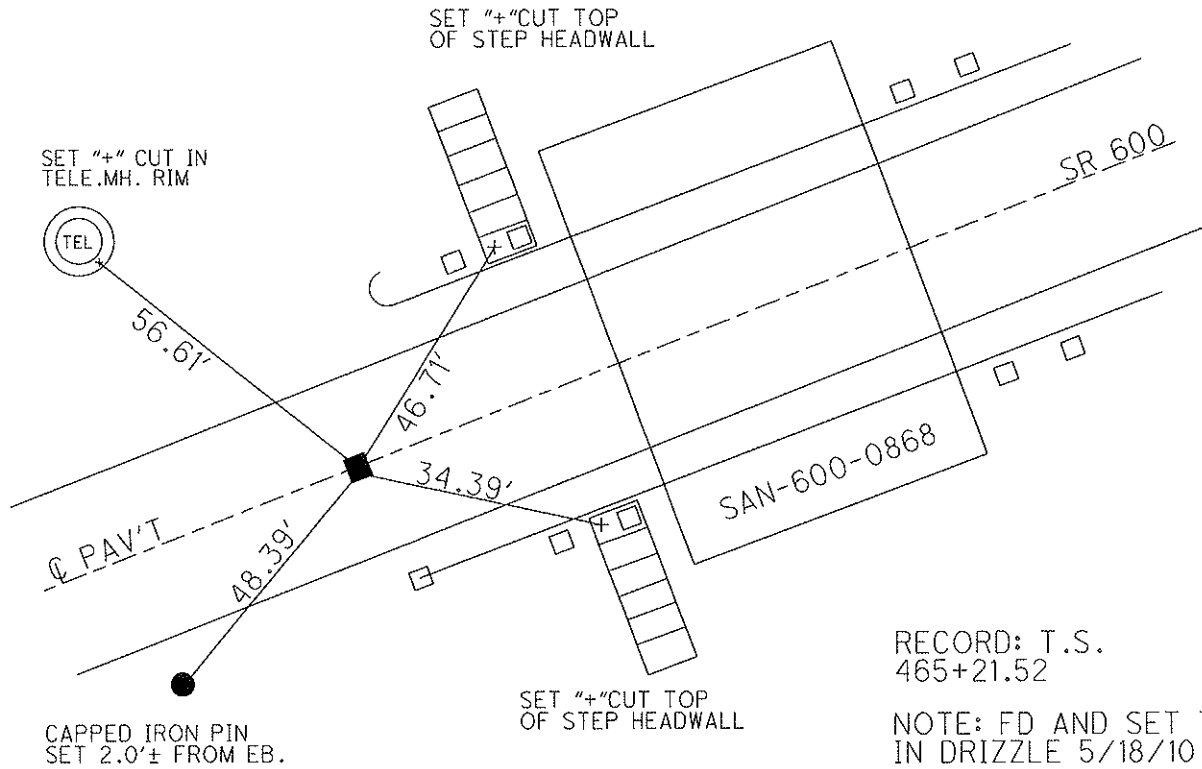 SET "+"CUT TOP
OF STEP HEADWALL
SET "+" CUT IN
TELE.MH. RIM
TEL
SR 600
56.61'
46.71'
34.39'
SAN-600-0868
℄ PAV'T
48.39'
CAPPED IRON PIN
SET 2.0'± FROM EB.
SET "+"CUT TOP
OF STEP HEADWALL
RECORD: T.S.
465+21.52
NOTE: FD AND SET
IN DRIZZLE 5/18/10